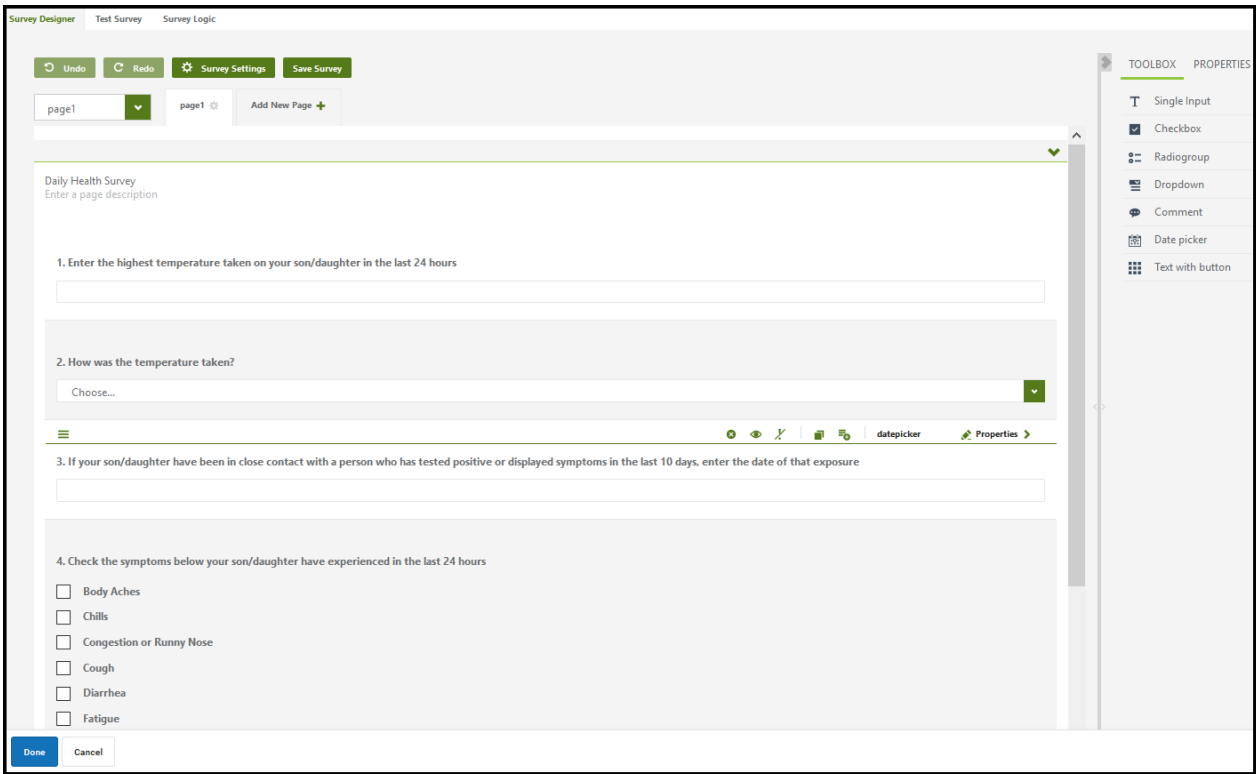 Survey Designer Test Survey Survey Logic
Undo Redo Survey Settings Save Survey
TOOLBOX PROPERTIES
page1 page1 Add New Page
Single Input
Checkbox
Radiogroup
Dropdown
Comment
Date picker
Text with button
Daily Health Survey
Enter a page description
1. Enter the highest temperature taken on your son/daughter in the last 24 hours
2. How was the temperature taken?
Choose...
datepicker Properties
3. If your son/daughter have been in close contact with a person who has tested positive or displayed symptoms in the last 10 days, enter the date of that exposure
4. Check the symptoms below your son/daughter have experienced in the last 24 hours
Body Aches
Chills
Congestion or Runny Nose
Cough
Diarrhea
Fatigue
Done Cancel